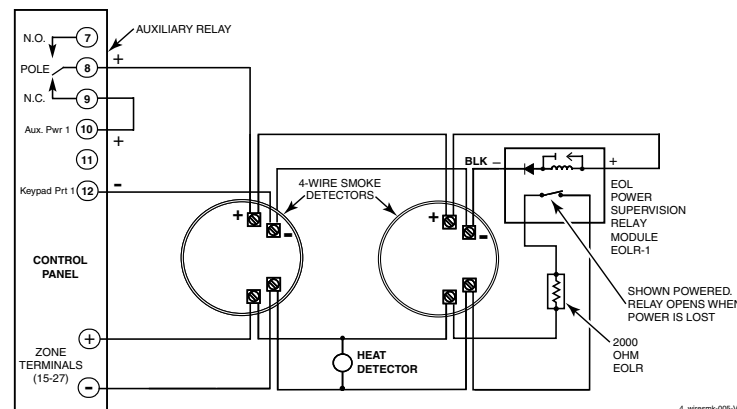 N.O.
7
AUXILIARY RELAY
POLE
8
+
N.C.
9
Aux. Pwr 1
10
+
11
Keypad Prt 1
12
-
4-WIRE SMOKE
DETECTORS
BLK
–
+
EOL
POWER
SUPERVISION
RELAY
MODULE
EOLR-1
+
-
+
-
CONTROL
PANEL
SHOWN POWERED.
RELAY OPENS WHEN
POWER IS LOST
+
ZONE
TERMINALS
(15-27)
-
HEAT
DETECTOR
2000
OHM
EOLR